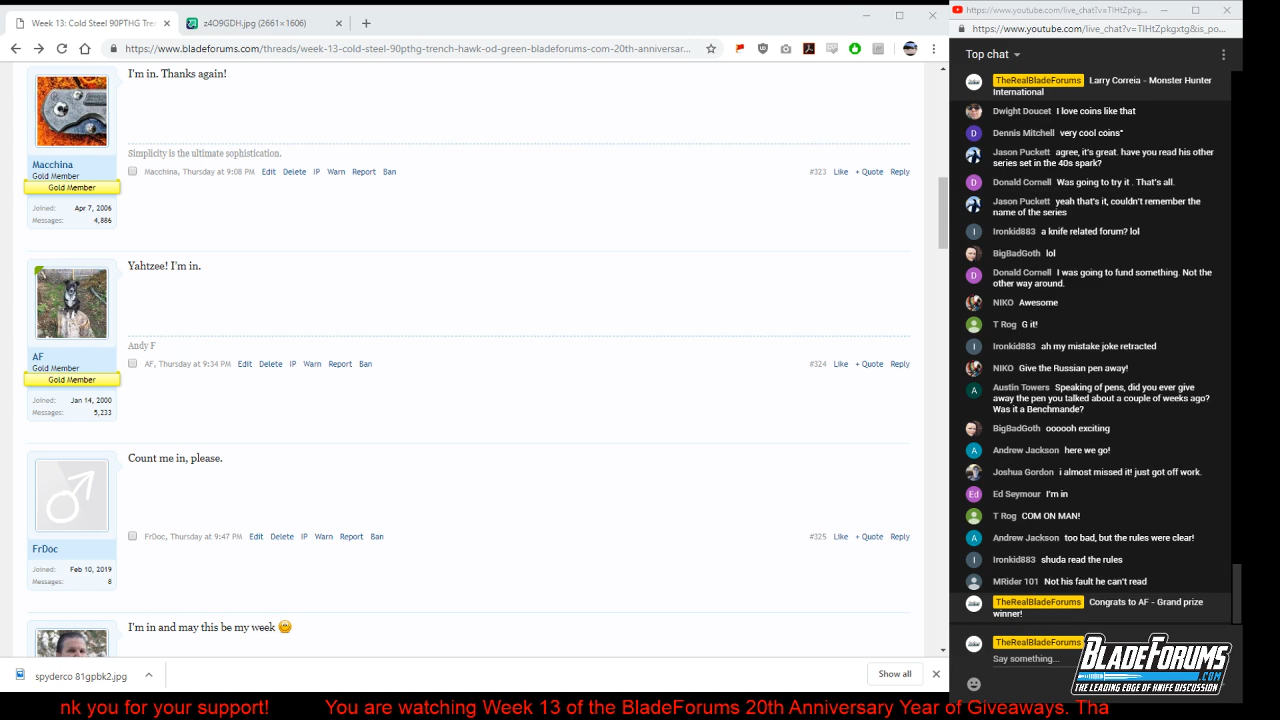 Week 13: Cold Steel 90PTHG Tren
z4O9GDH.jpg (2661×1606)
https://www.bladeforums.com/threads/week-13-cold-steel-90pthg-trench-hawk-od-green-bladeforums-com-20th-anniversar...
I'm in. Thanks again!
Simplicity is the ultimate sophistication.
Macchina
Gold Member
Gold Member
Joined: Apr 7, 2006
Messages: 4,886
Macchina, Thursday at 9:08 PM Edit Delete IP Warn Report Ban #323 Like + Quote Reply
Yahtzee! I'm in.
Andy F
AF
Gold Member
Gold Member
Joined: Jan 14, 2000
Messages: 5,233
AF, Thursday at 9:34 PM Edit Delete IP Warn Report Ban #324 Like + Quote Reply
Count me in, please.
FrDoc
Joined: Feb 10, 2019
Messages: 8
FrDoc, Thursday at 9:47 PM Edit Delete IP Warn Report Ban #325 Like + Quote Reply
I'm in and may this be my week
spyderco 81gpbk2.jpg
Show all
https://www.youtube.com/live_chat?v=TIHtZpkg...
https://www.youtube.com/live_chat?v=TIHtZpkgxtg&is_po...
Top chat
TheRealBladeForums Larry Correia - Monster Hunter
International
Dwight Doucet I love coins like that
D Dennis Mitchell very cool coins"
Jason Puckett agree, it's great. have you read his other
series set in the 40s spark?
D Donald Cornell Was going to try it . That's all.
Jason Puckett yeah that's it, couldn't remember the
name of the series
I Ironkid883 a knife related forum? lol
BigBadGoth lol
D Donald Cornell I was going to fund something. Not the
other way around.
NIKO Awesome
T Rog G it!
I Ironkid883 ah my mistake joke retracted
NIKO Give the Russian pen away!
A Austin Towers Speaking of pens, did you ever give
away the pen you talked about a couple of weeks ago?
Was it a Benchmande?
BigBadGoth oooooh exciting
A Andrew Jackson here we go!
Joshua Gordon i almost missed it! just got off work.
Ed Ed Seymour I'm in
T Rog COM ON MAN!
A Andrew Jackson too bad, but the rules were clear!
I Ironkid883 shuda read the rules
MRider 101 Not his fault he can't read
TheRealBladeForums Congrats to AF - Grand prize
winner!
TheRealBladeForums
Say something...
BLADEFORUMS
.COM
THE LEADING EDGE OF KNIFE DISCUSSION
nk you for your support! You are watching Week 13 of the BladeForums 20th Anniversary Year of Giveaways. Tha